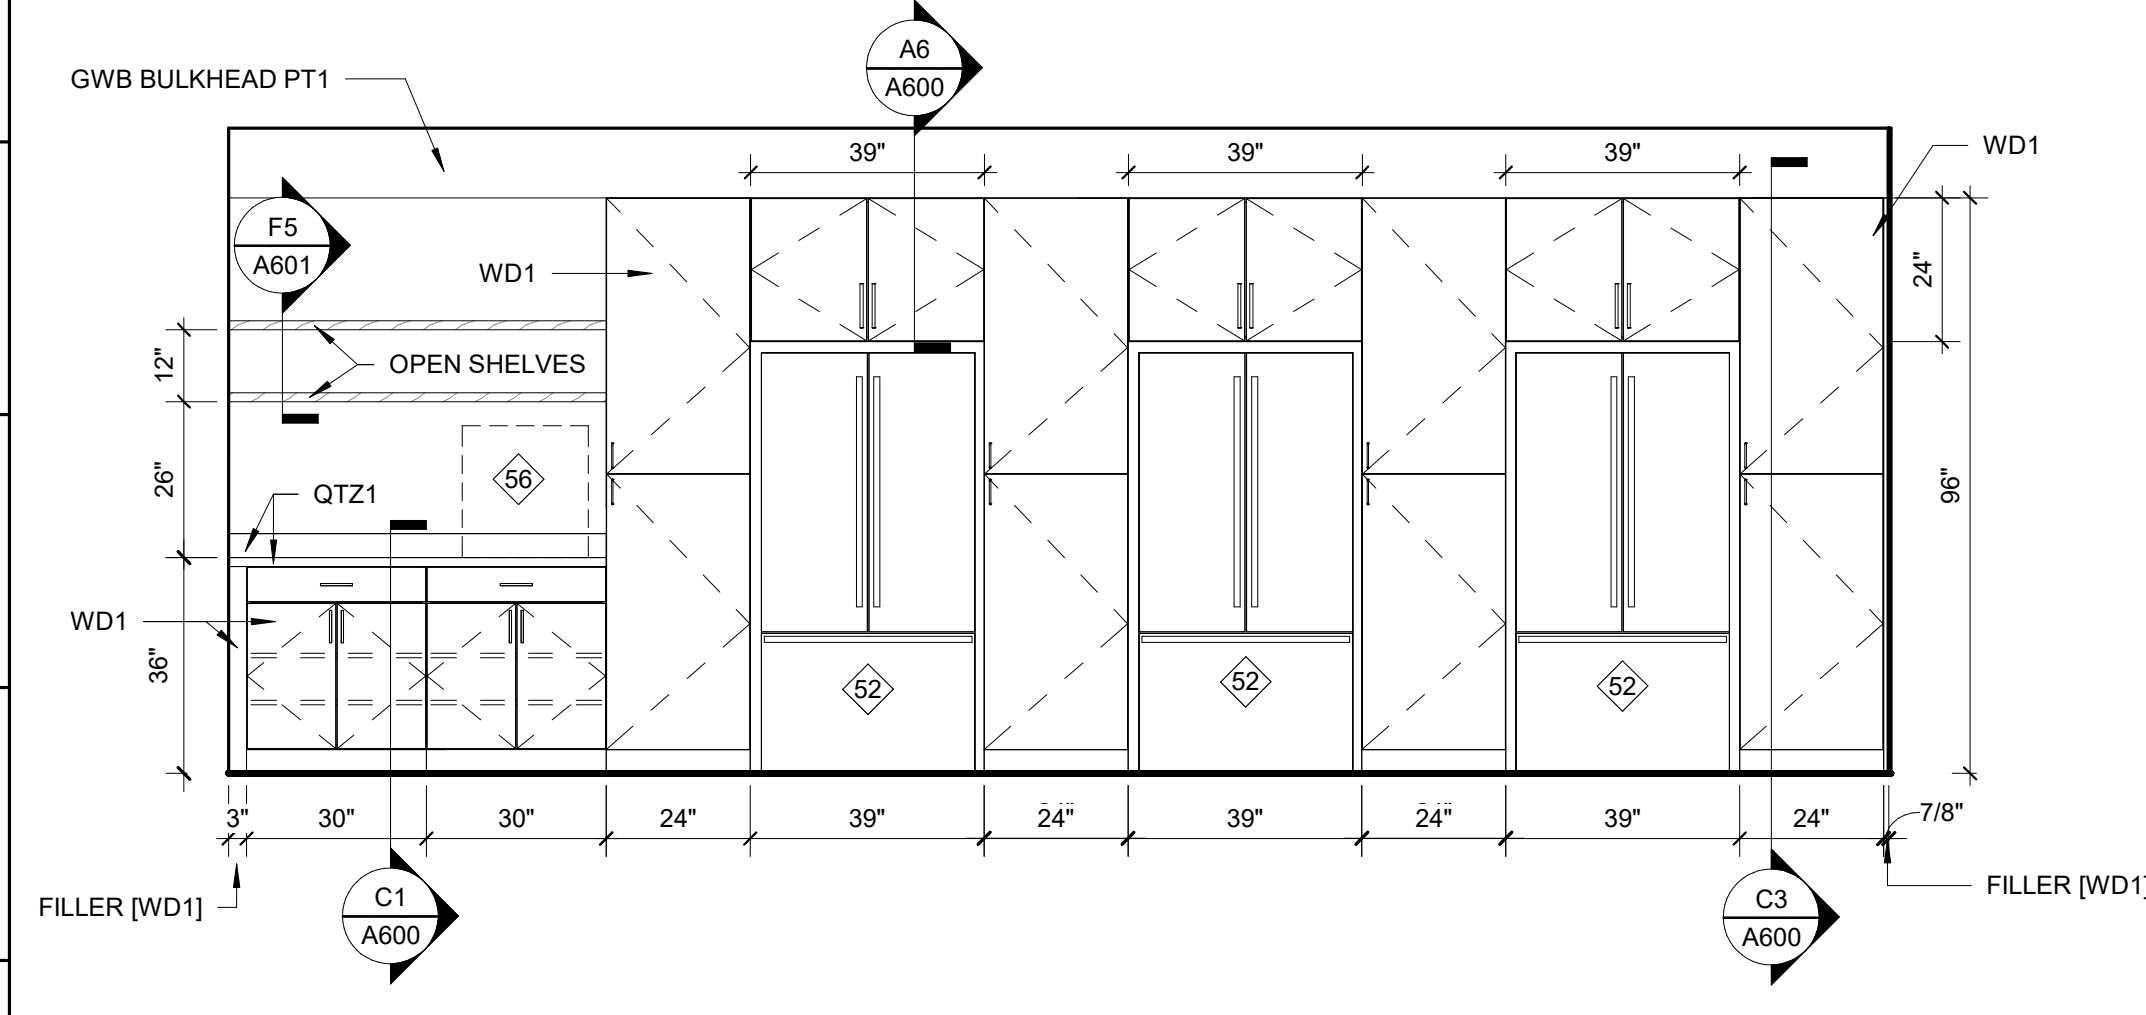 A6
A600
GWB BULKHEAD PT1
39"
39"
39"
WD1
F5
A601
WD1
24"
12"
OPEN SHELVES
26"
56
QTZ1
96"
WD1
36"
52
52
52
3"
30"
30"
24"
39"
24"
39"
24"
39"
24"
7/8"
FILLER [WD1]
C1
A600
C3
A600
FILLER [WD1]